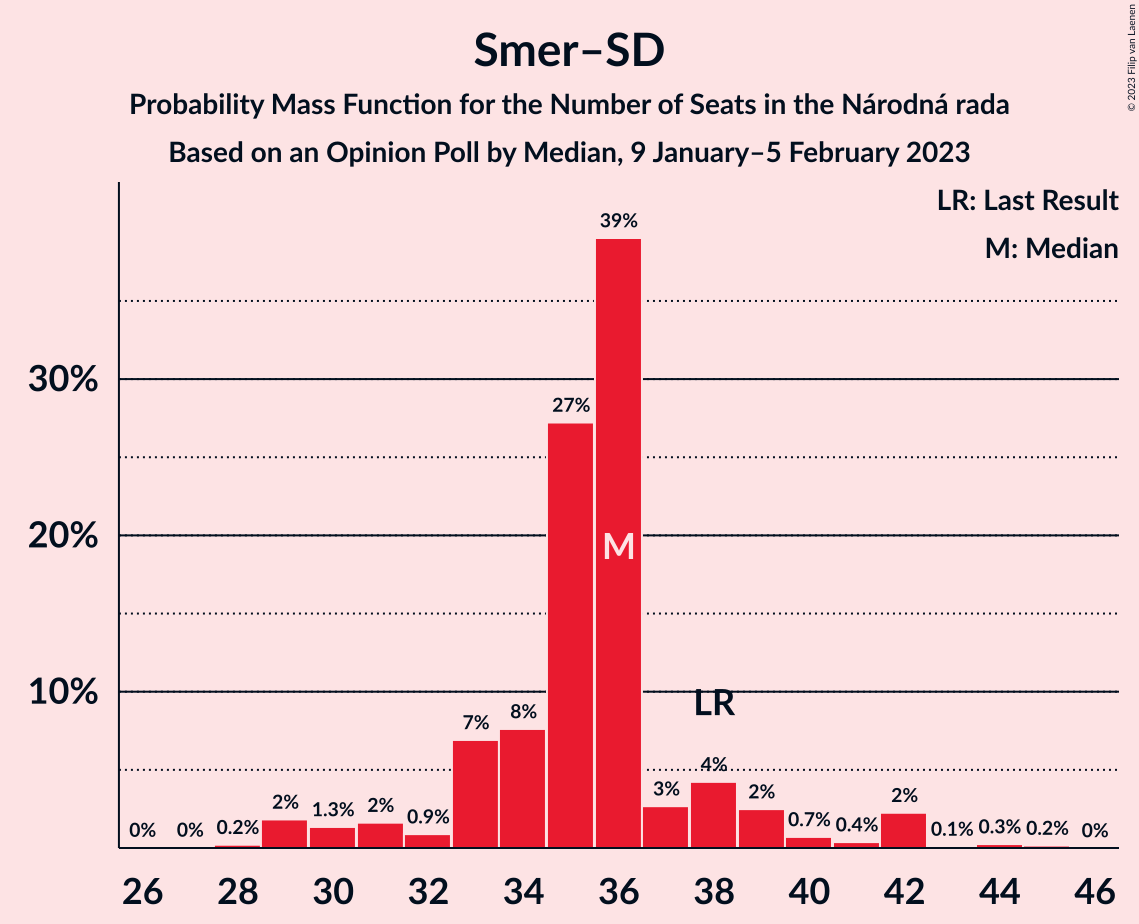 Smer–SD
Probability Mass Function for the Number of Seats in the Národná rada
Based on an Opinion Poll by Median, 9 January–5 February 2023
© 2023 Filip van Laenen
LR: Last Result
M: Median
39%
30%
27%
20%
M
10%
LR
7%
8%
3%
4%
0%
0%
0.2%
2%
1.3%
2%
0.9%
2%
0.7%
0.4%
2%
0.1%
0.3%
0.2%
0%
26 28 30 32 34 36 38 40 42 44 46